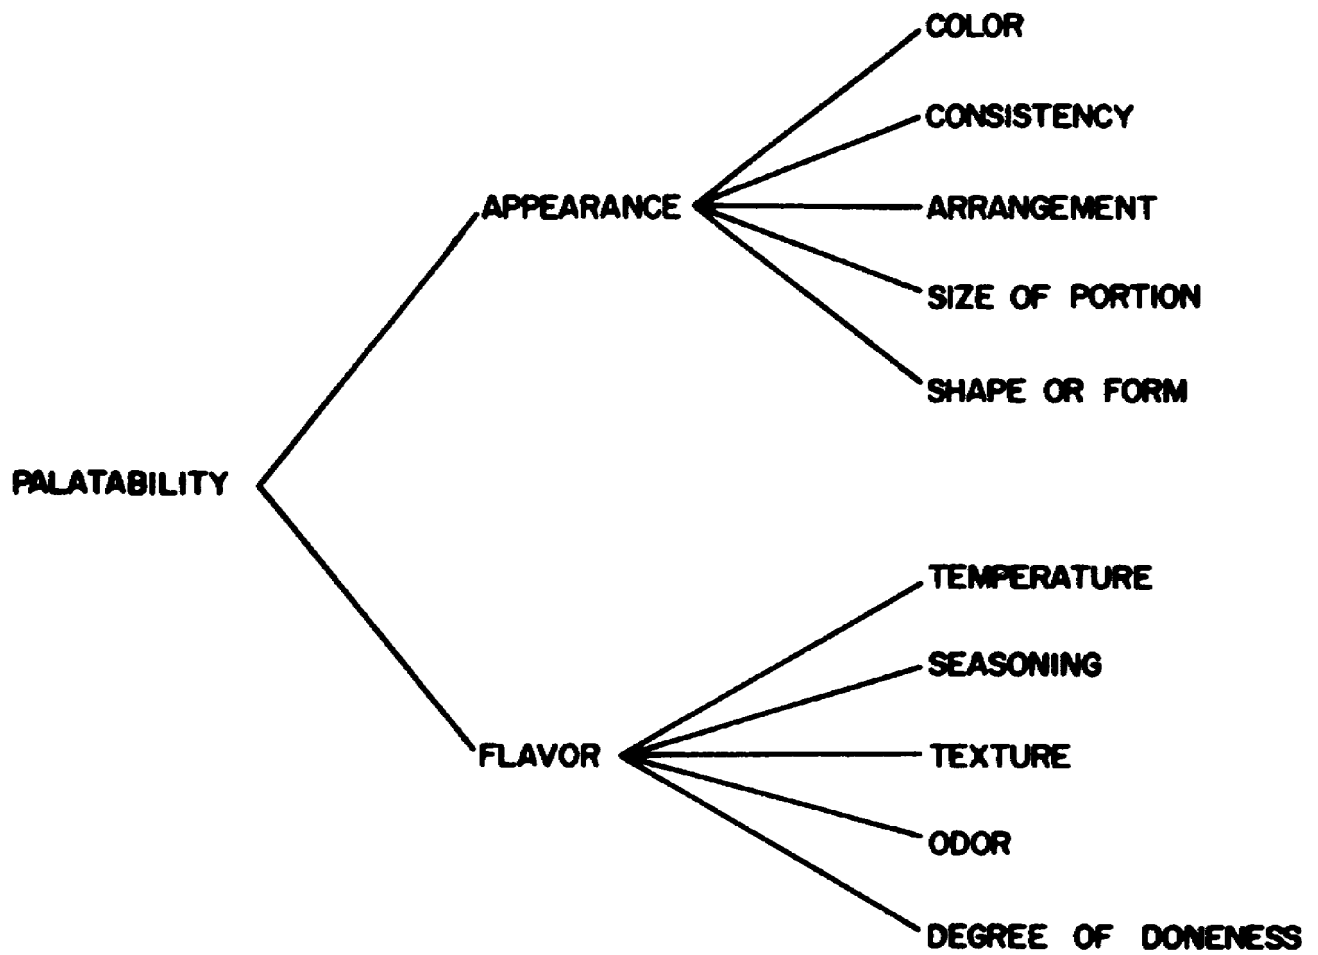 COLOR
CONSISTENCY
APPEARANCE
ARRANGEMENT
SIZE OF PORTION
SHAPE OR FORM
PALATABILITY
TEMPERATURE
SEASONING
FLAVOR
TEXTURE
ODOR
DEGREE OF DONENESS